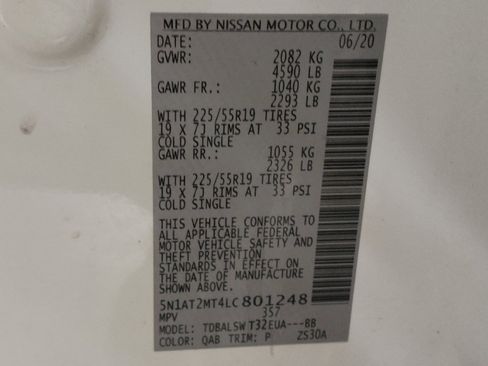 MFD BY NISSAN MOTOR CO., LTD.
DATE: 06/20
GVWR: 2082 KG
4590 LB
GAWR FR.: 1040 KG
2293 LB
WITH 225/55R19 TIRES
19 X 7J RIMS AT 33 PSI
COLD SINGLE
GAWR RR.: 1055 KG
2326 LB
WITH 225/55R19 TIRES
19 X 7J RIMS AT 33 PSI
COLD SINGLE
THIS VEHICLE CONFORMS TO
ALL APPLICABLE FEDERAL
MOTOR VEHICLE SAFETY AND
THEFT PREVENTION
STANDARDS IN EFFECT ON
THE DATE OF MANUFACTURE
SHOWN ABOVE.
5N1AT2MT4LC801248
MPV 357
MODEL: TDBALSW T32EUA---BB
COLOR: QAB TRIM: P ZS30A